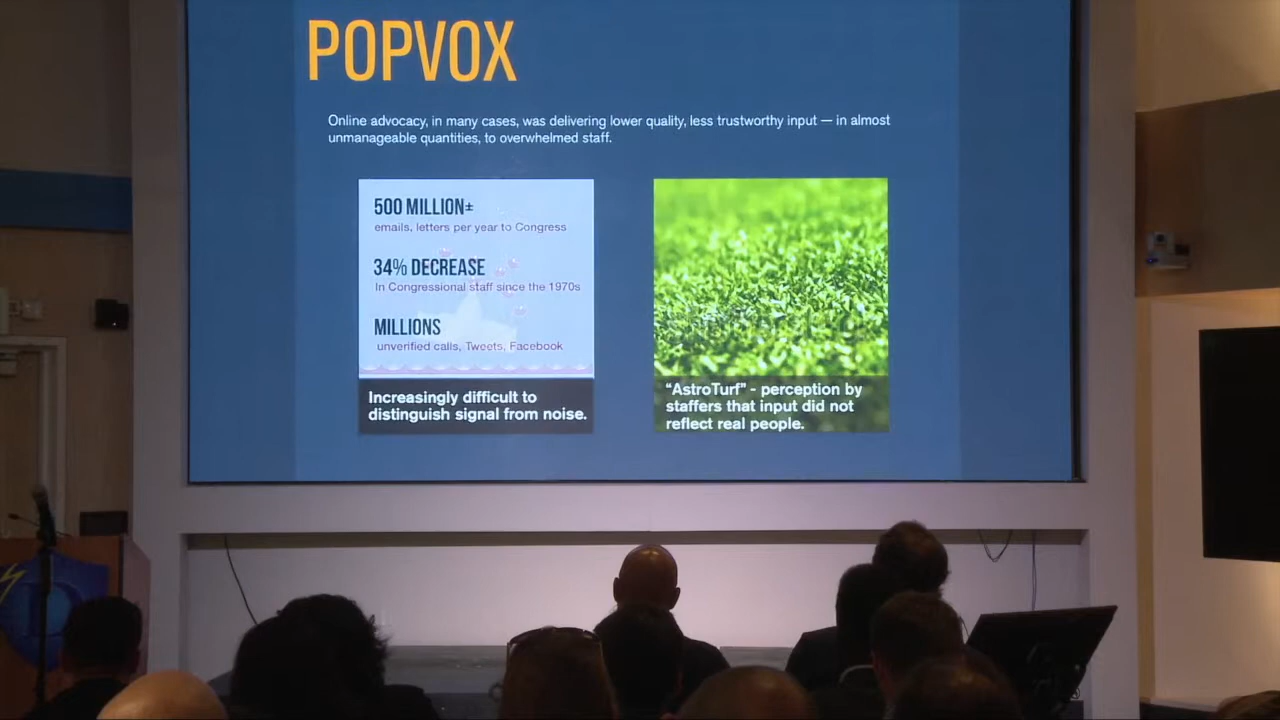 POPVOX
Online advocacy, in many cases, was delivering lower quality, less trustworthy input — in almost
unmanageable quantities, to overwhelmed staff.
500 MILLION±
emails, letters per year to Congress
34% DECREASE
In Congressional staff since the 1970s
MILLIONS
unverified calls, Tweets, Facebook
Increasingly difficult to
distinguish signal from noise.
“AstroTurf” - perception by
staffers that input did not
reflect real people.